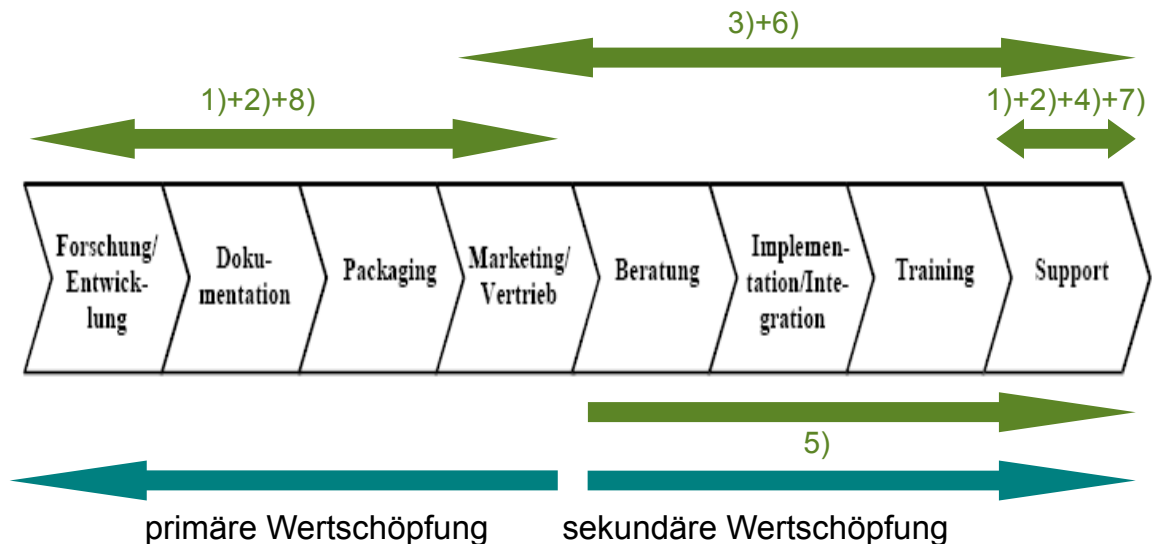 3)+6)
1)+2)+8)
1)+2)+4)+7)
Forschung/
Entwick-
lung
Doku-
mentation
Packaging
Marketing/
Vertrieb
Beratung
Implemen-
tation/Inte-
gration
Training
Support
5)
primäre Wertschöpfung
sekundäre Wertschöpfung